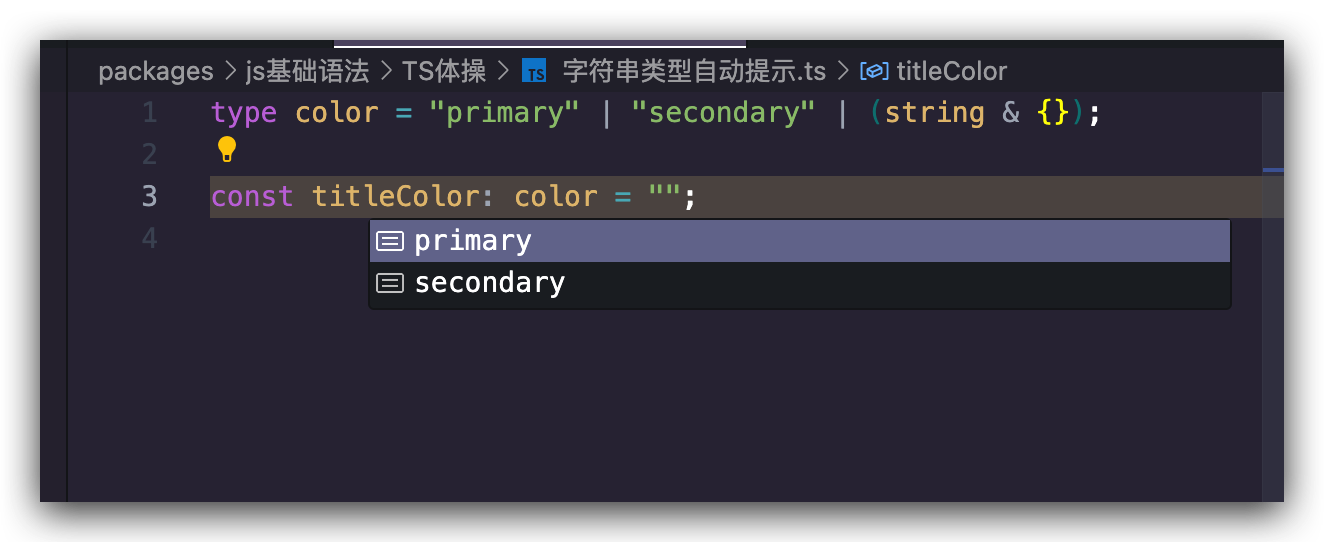 packages > js基础语法 > TS体操 > TS 字符串类型自动提示.ts > titleColor
1 type color = "primary" | "secondary" | (string & {});
2
3 const titleColor: color = "";
4
primary
secondary